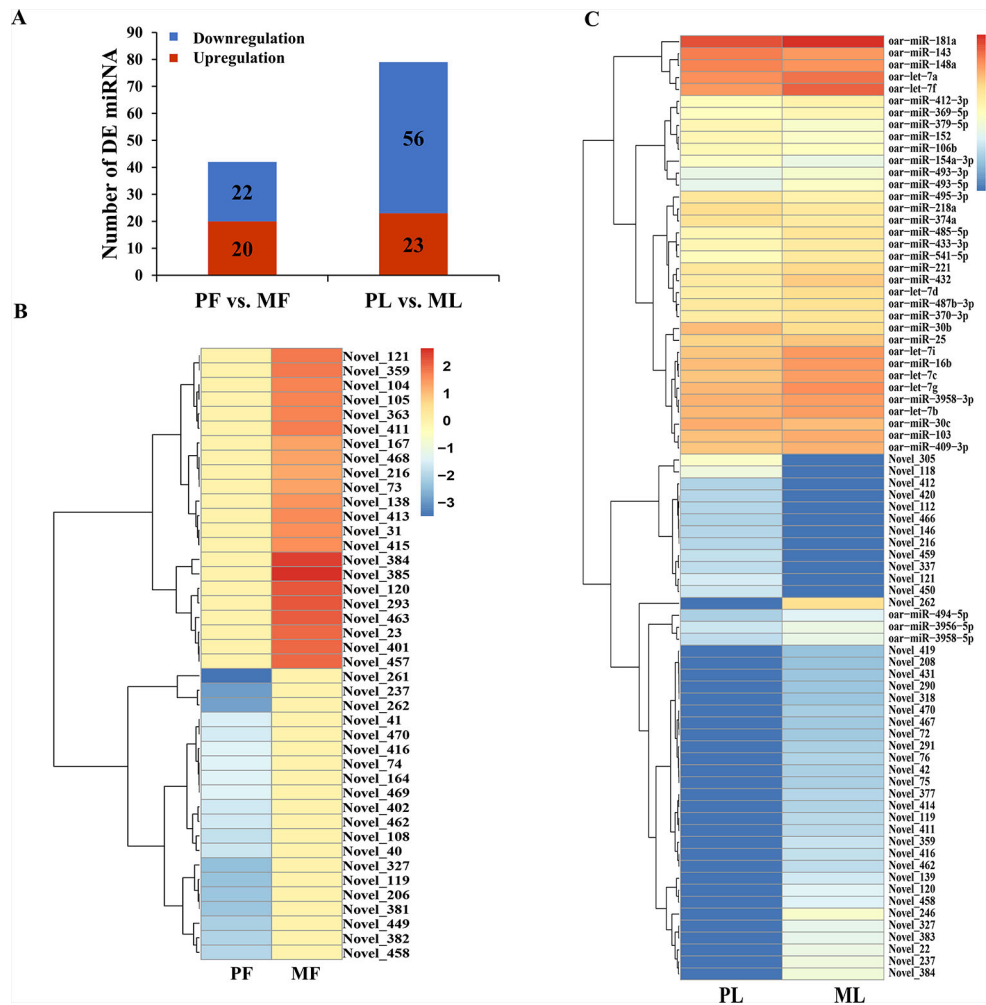 A
Number of DE miRNA
90
80
70
60
50
40
30
20
10
0
Downregulation
Upregulation
22
20
56
23
PF vs. MF
PL vs. ML
B
Novel_121
Novel_359
Novel_104
Novel_105
Novel_363
Novel_411
Novel_167
Novel_468
Novel_216
Novel_73
Novel_138
Novel_413
Novel_31
Novel_415
Novel_384
Novel_385
Novel_120
Novel_293
Novel_463
Novel_23
Novel_401
Novel_457
Novel_261
Novel_237
Novel_262
Novel_41
Novel_470
Novel_416
Novel_74
Novel_164
Novel_469
Novel_402
Novel_462
Novel_108
Novel_40
Novel_327
Novel_119
Novel_206
Novel_381
Novel_449
Novel_382
Novel_458
2
1
0
−1
−2
−3
PF MF
C
oar−miR−181a
oar−miR−143
oar−miR−148a
oar−let−7a
oar−let−7f
oar−miR−412−3p
oar−miR−369−5p
oar−miR−379−5p
oar−miR−152
oar−miR−106b
oar−miR−154a−3p
oar−miR−493−3p
oar−miR−493−5p
oar−miR−495−3p
oar−miR−218a
oar−miR−374a
oar−miR−485−5p
oar−miR−433−3p
oar−miR−541−5p
oar−miR−221
oar−miR−432
oar−let−7d
oar−miR−487b−3p
oar−miR−370−3p
oar−miR−30b
oar−miR−25
oar−let−7i
oar−miR−16b
oar−let−7c
oar−let−7g
oar−miR−3958−3p
oar−let−7b
oar−miR−30c
oar−miR−103
oar−miR−409−3p
Novel_305
Novel_118
Novel_412
Novel_420
Novel_112
Novel_466
Novel_146
Novel_216
Novel_459
Novel_337
Novel_121
Novel_450
Novel_262
oar−miR−494−5p
oar−miR−3956−5p
oar−miR−3958−5p
Novel_419
Novel_208
Novel_431
Novel_290
Novel_318
Novel_470
Novel_467
Novel_72
Novel_291
Novel_76
Novel_42
Novel_75
Novel_377
Novel_414
Novel_119
Novel_411
Novel_359
Novel_416
Novel_462
Novel_139
Novel_120
Novel_458
Novel_246
Novel_327
Novel_383
Novel_22
Novel_237
Novel_384
PL ML